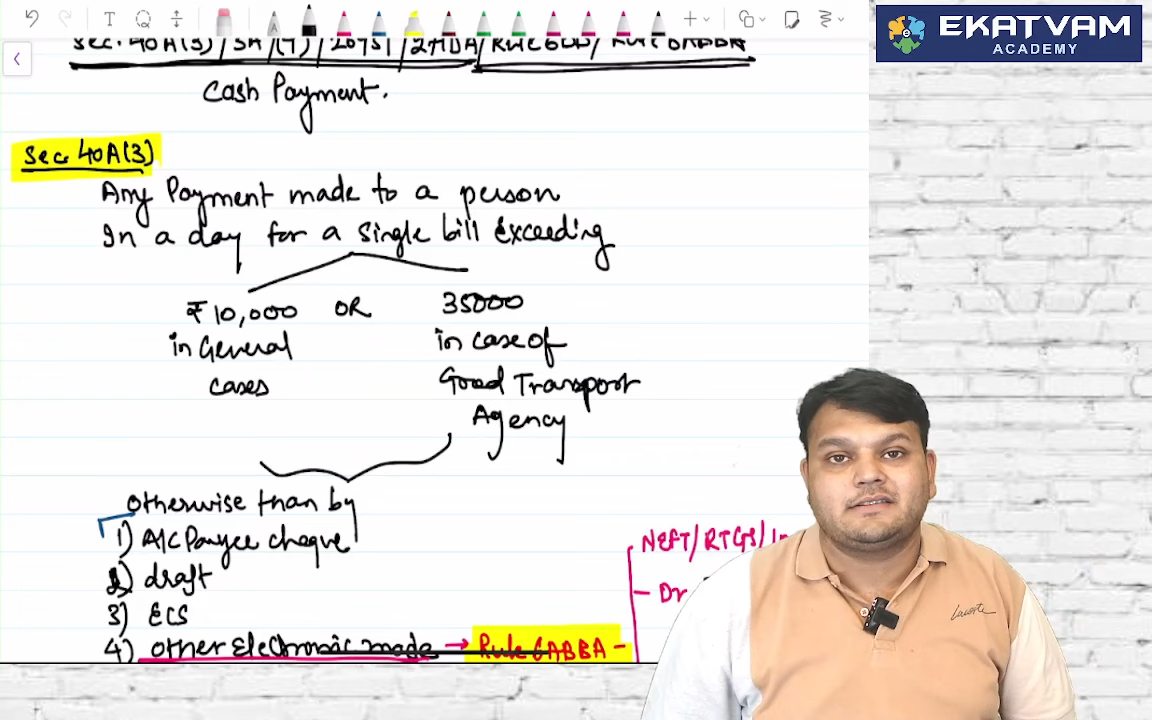 EKATVAM
ACADEMY
Cash Payment.
Sec. 40A(3)
Any Payment made to a person
In a day for a Single bill Exceeding
₹10,000 OR 35000
in General in case of
cases Good Transport
Agency
otherwise than by
1) A/C Payee cheque
2) draft
3) ECS
4) other Electronic mode → Rule 6ABBA -
NEFT/RTGS/
- Dr
Lacoste